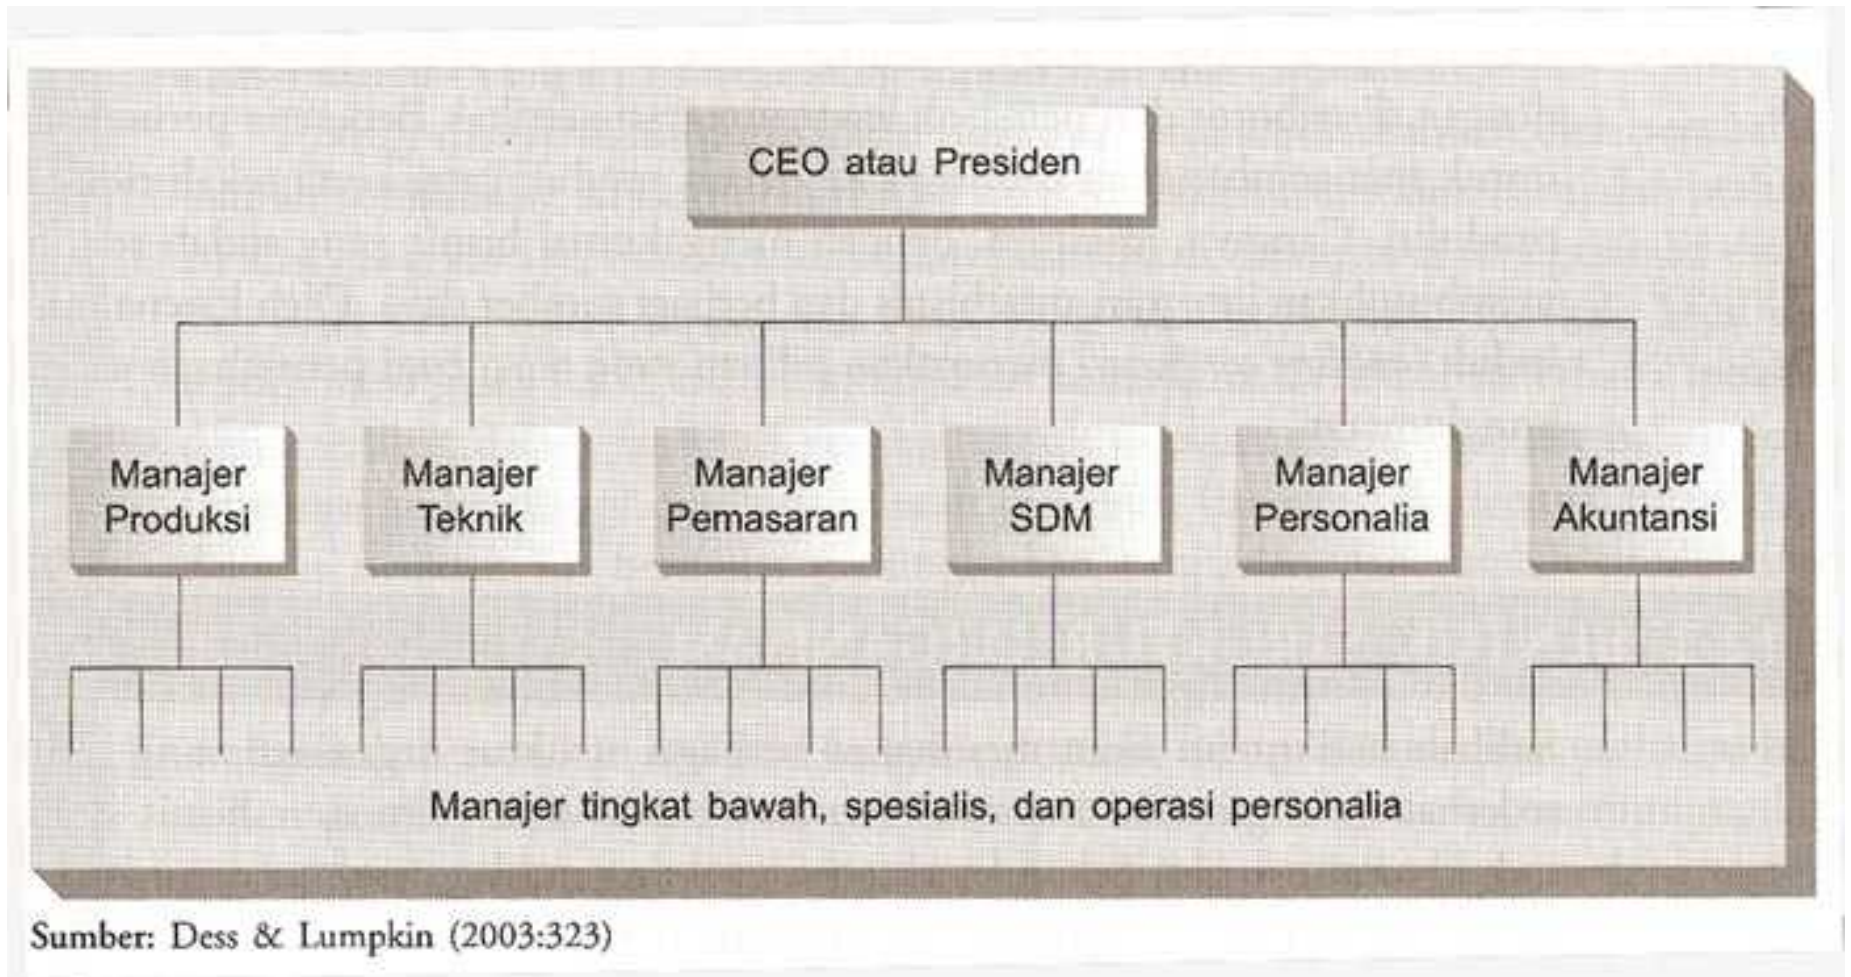 CEO atau Presiden
Manajer
Produksi
Manajer
Teknik
Manajer
Pemasaran
Manajer
SDM
Manajer
Personalia
Manajer
Akuntansi
Manajer tingkat bawah, spesialis, dan operasi personalia
Sumber: Dess & Lumpkin (2003:323)